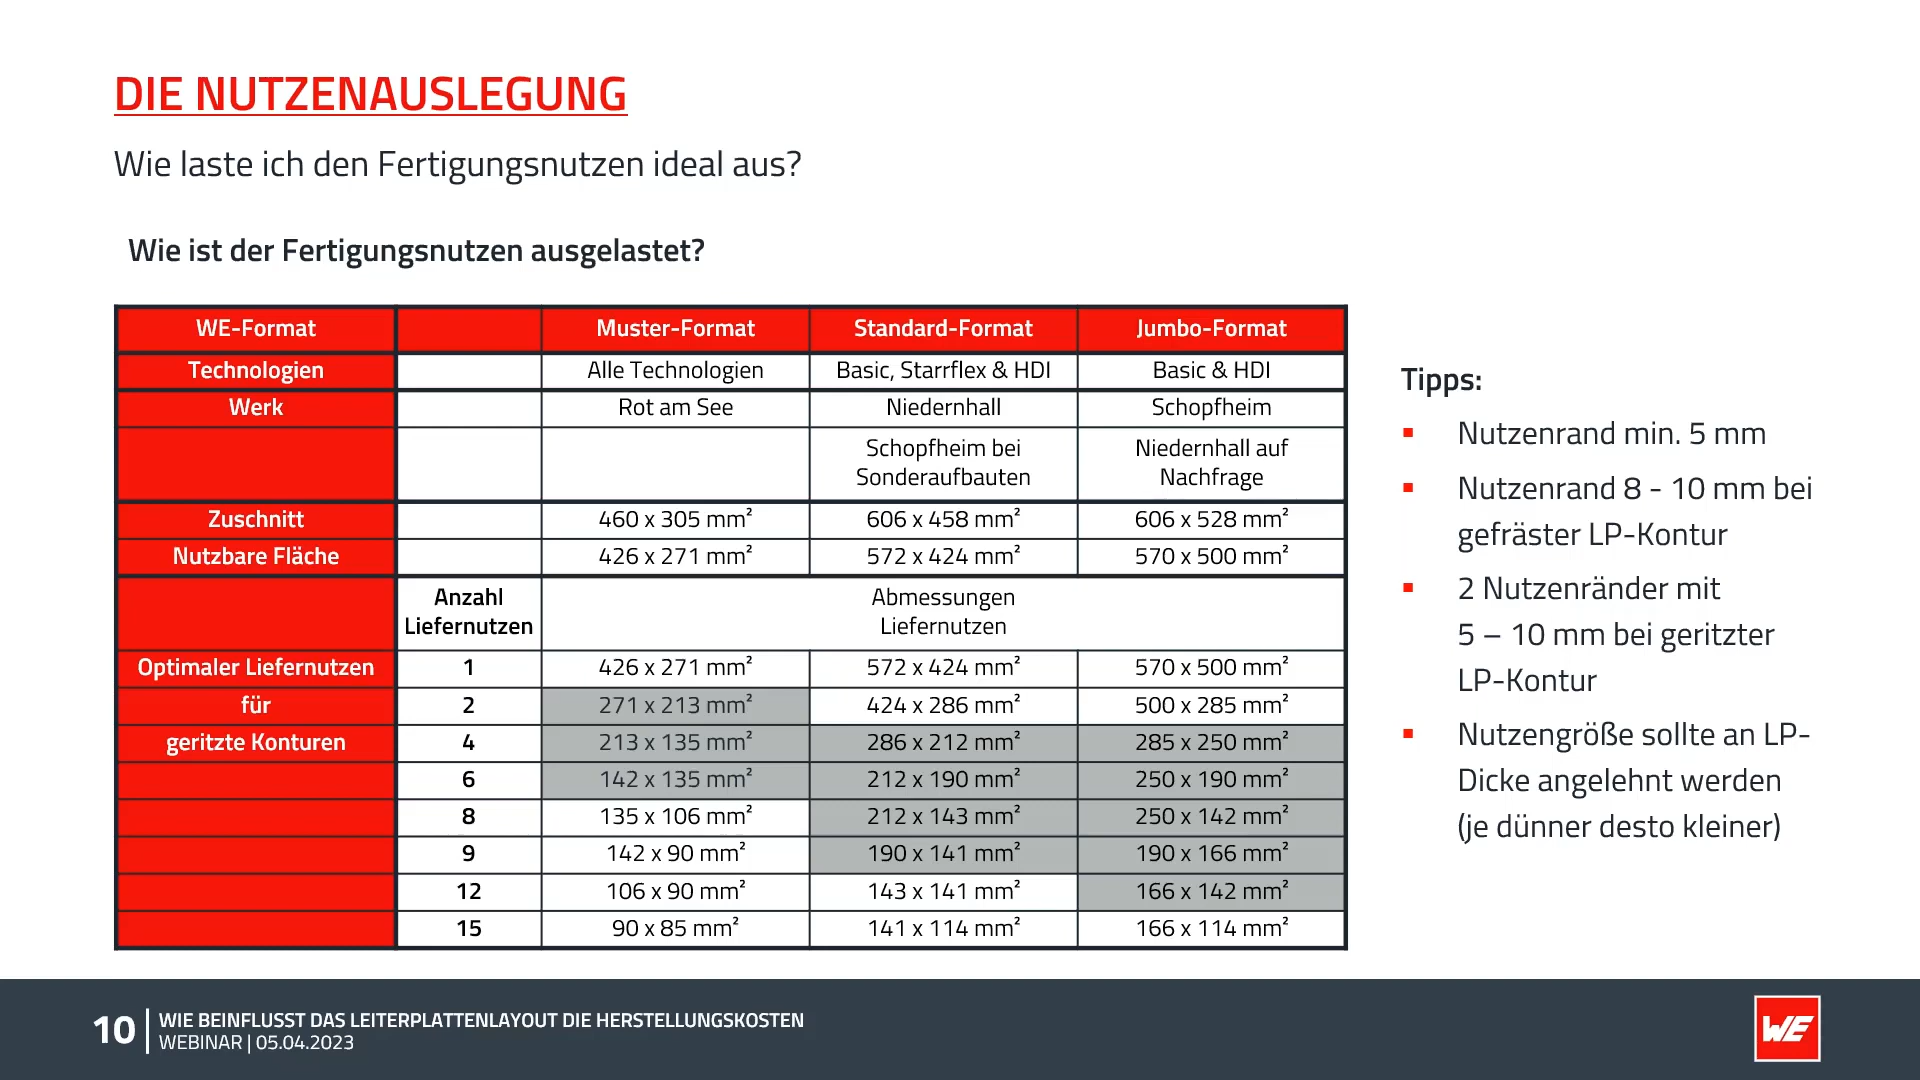 DIE NUTZENAUSLEGUNG
Wie laste ich den Fertigungsnutzen ideal aus?
Wie ist der Fertigungsnutzen ausgelastet?
WE-Format Muster-Format Standard-Format Jumbo-Format
Technologien Alle Technologien Basic, Starrflex & HDI Basic & HDI
Werk Rot am See Niedernhall Schopfheim
Schopfheim bei Niedernhall auf
Sonderaufbauten Nachfrage
Zuschnitt 460 x 305 mm² 606 x 458 mm² 606 x 528 mm²
Nutzbare Fläche 426 x 271 mm² 572 x 424 mm² 570 x 500 mm²
Anzahl Abmessungen
Liefernutzen Liefernutzen
Optimaler Liefernutzen 1 426 x 271 mm² 572 x 424 mm² 570 x 500 mm²
für 2 271 x 213 mm² 424 x 286 mm² 500 x 285 mm²
geritzte Konturen 4 213 x 135 mm² 286 x 212 mm² 285 x 250 mm²
6 142 x 135 mm² 212 x 190 mm² 250 x 190 mm²
8 135 x 106 mm² 212 x 143 mm² 250 x 142 mm²
9 142 x 90 mm² 190 x 141 mm² 190 x 166 mm²
12 106 x 90 mm² 143 x 141 mm² 166 x 142 mm²
15 90 x 85 mm² 141 x 114 mm² 166 x 114 mm²
Tipps:
▪ Nutzenrand min. 5 mm
▪ Nutzenrand 8 - 10 mm bei
gefräster LP-Kontur
▪ 2 Nutzenränder mit
5 – 10 mm bei geritzter
LP-Kontur
▪ Nutzengröße sollte an LP-
Dicke angelehnt werden
(je dünner desto kleiner)
10
WIE BEINFLUSST DAS LEITERPLATTENLAYOUT DIE HERSTELLUNGSKOSTEN
WEBINAR | 05.04.2023
WE